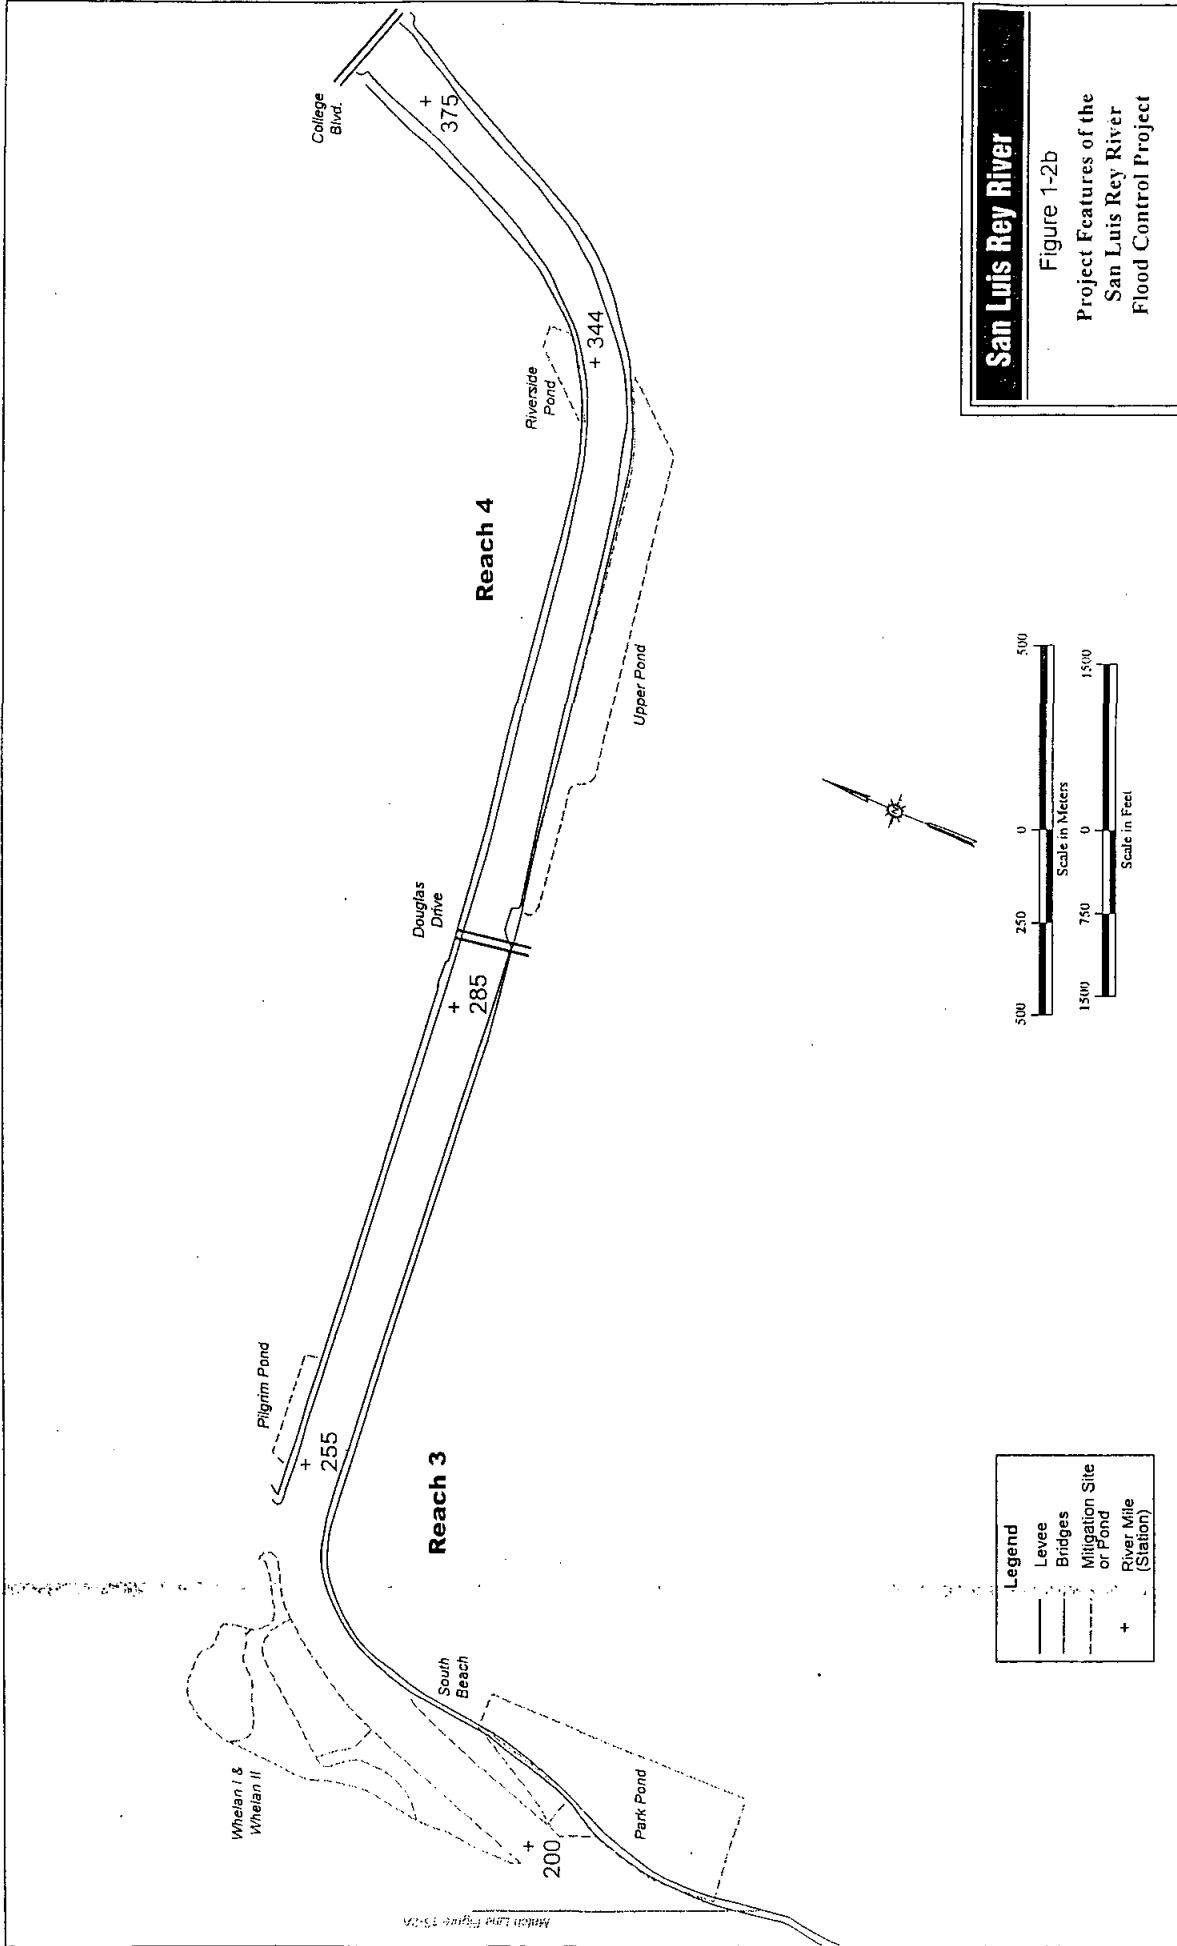 College
Blvd.
+
375
+ 344
Riverside
Pond
Reach 4
Upper Pond
Douglas
Drive
+
285
Pilgrim Pond
+
255
Reach 3
Whelan I &
Whelan II
South
Beach
+
200
Park Pond
Match Line Figure
Legend
Levee
Bridges
Mitigation Site
or Pond
+ River Mile
(Station)
N
500 250 0 500
Scale in Meters
1500 750 0 1500
Scale in Feet
San Luis Rey River
Figure 1-2b
Project Features of the
San Luis Rey River
Flood Control Project